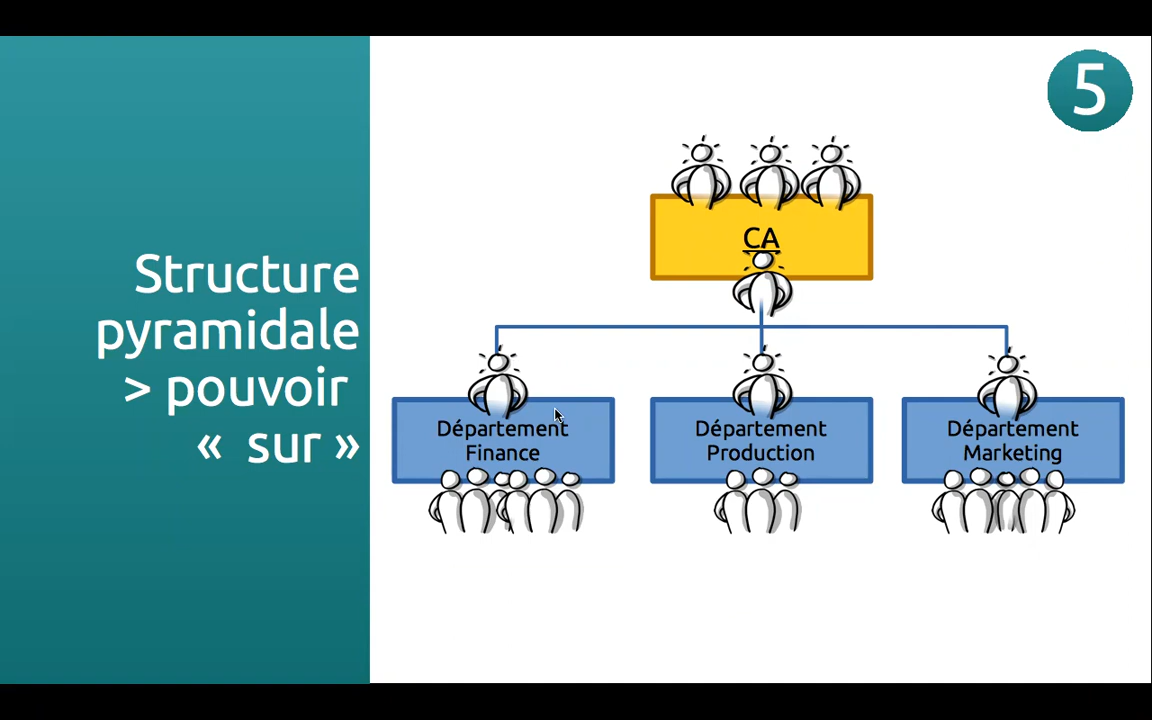 5
Structure
pyramidale
> pouvoir
« sur »
CA
Département
Finance
Département
Production
Département
Marketing